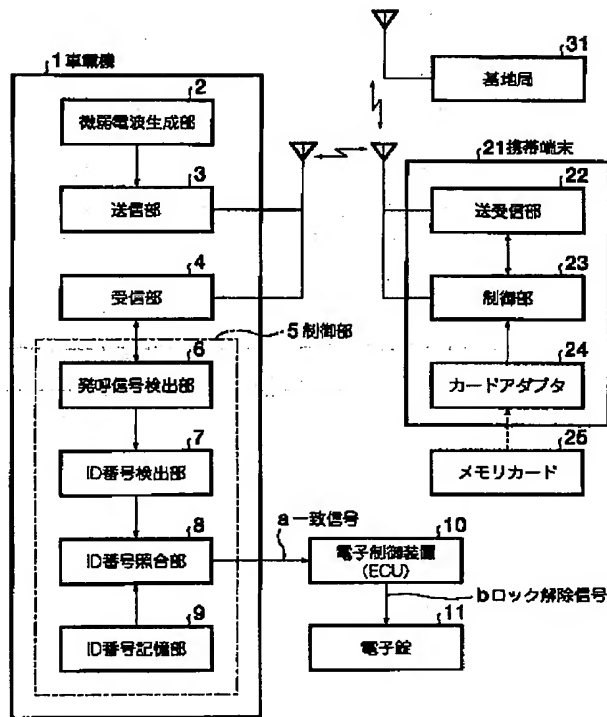 31
基地局
1車電機
2
微弱電波生成部
3
送信部
4
受信部
5 制御部
6
発呼信号検出部
7
ID番号検出部
8
ID番号照合部
9
ID番号記憶部
a 一致信号
10
電子制御装置
(ECU)
bロック解除信号
11
電子錠
21携帯端末
22
送受信部
23
制御部
24
カードアダプタ
25
メモリカード